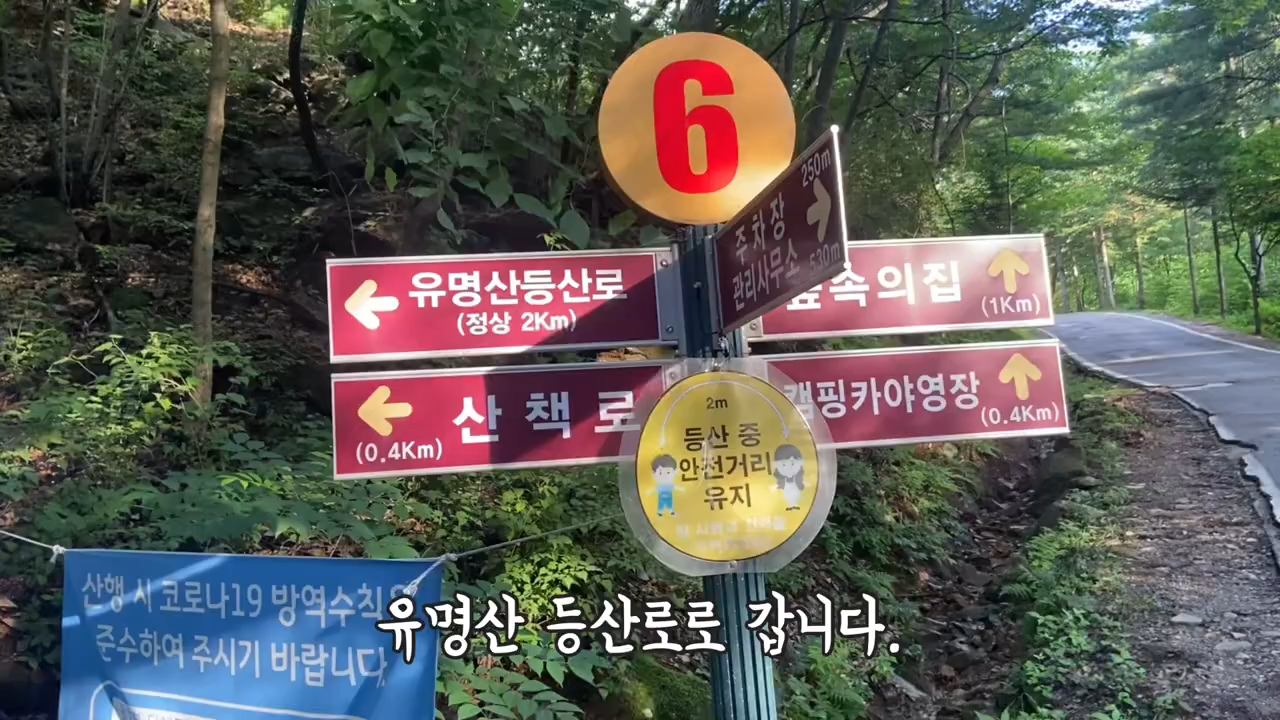 6
250m
주차장
관리사무소 530m
유명산등산로
(정상 2Km)
숲속의집
(1Km)
산책로
(0.4Km)
캠핑카야영장
(0.4Km)
2m
등산 중
안전거리
유지
산행 시 코로나19 방역수칙
준수하여 주시기 바랍니다.
유명산 등산로로 갑니다.